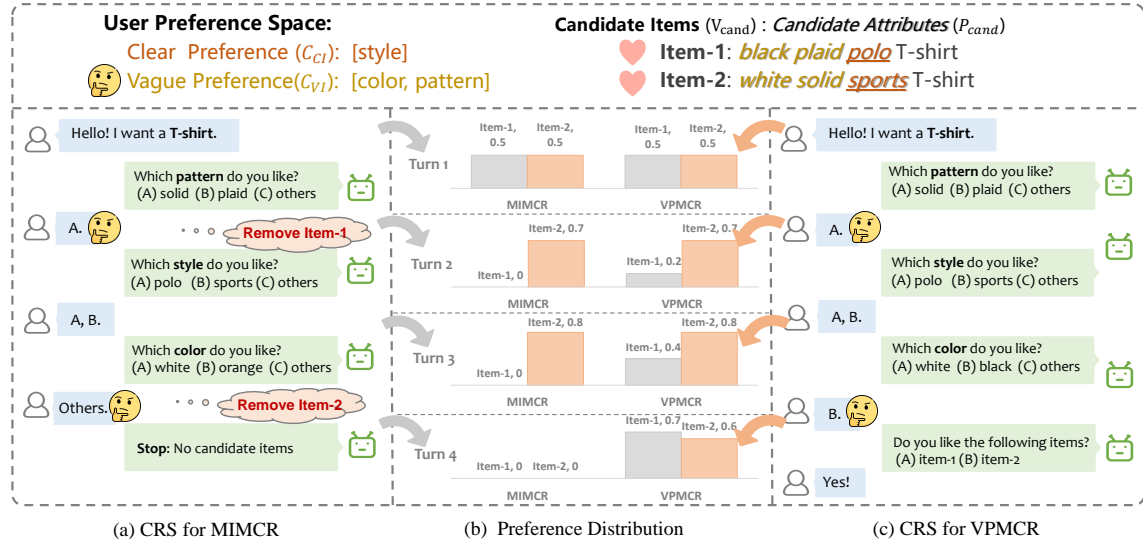 User Preference Space:
Clear Preference (C_CI): [style]
Vague Preference(C_VI): [color, pattern]
Candidate Items (V_cand) : Candidate Attributes (P_cand)
Item-1: black plaid polo T-shirt
Item-2: white solid sports T-shirt
Hello! I want a T-shirt.
Which pattern do you like?
(A) solid (B) plaid (C) others
A.
Remove Item-1
Which style do you like?
(A) polo (B) sports (C) others
A, B.
Which color do you like?
(A) white (B) orange (C) others
Others.
Remove Item-2
Stop: No candidate items
(a) CRS for MIMCR
Turn 1
Item-1, 0.5
Item-2, 0.5
Item-1, 0.5
Item-2, 0.5
MIMCR
VPMCR
Turn 2
Item-1, 0
Item-2, 0.7
Item-1, 0.2
Item-2, 0.7
MIMCR
VPMCR
Turn 3
Item-1, 0
Item-2, 0.8
Item-1, 0.4
Item-2, 0.8
MIMCR
VPMCR
Turn 4
Item-1, 0
Item-2, 0
Item-1, 0.7
Item-2, 0.6
MIMCR
VPMCR
(b) Preference Distribution
Hello! I want a T-shirt.
Which pattern do you like?
(A) solid (B) plaid (C) others
A.
Which style do you like?
(A) polo (B) sports (C) others
A, B.
Which color do you like?
(A) white (B) black (C) others
B.
Do you like the following items?
(A) item-1 (B) item-2
Yes!
(c) CRS for VPMCR